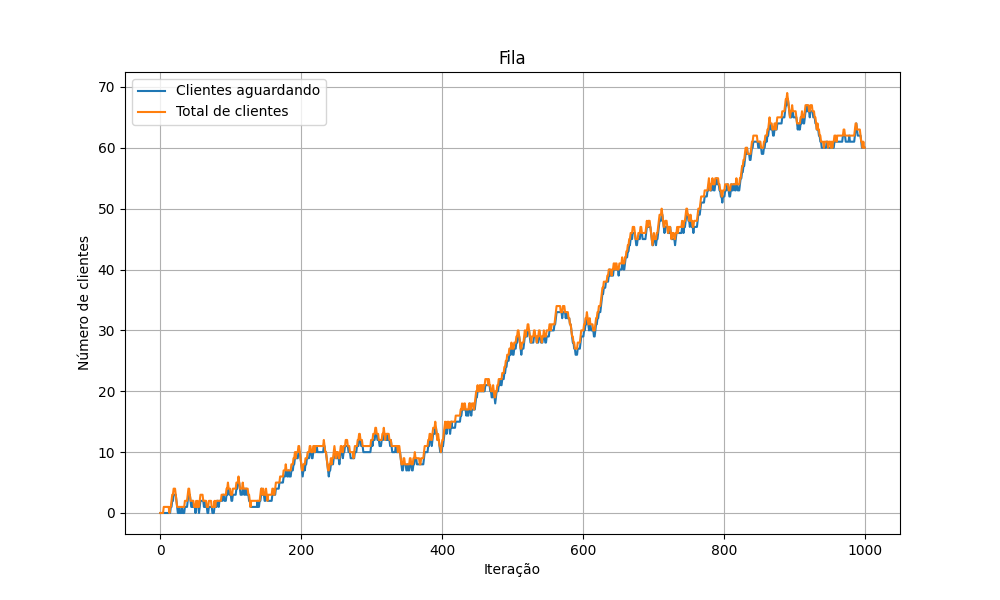 Fila
Clientes aguardando
Total de clientes
Número de clientes
70
60
50
40
30
20
10
0
0 200 400 600 800 1000
Iteração